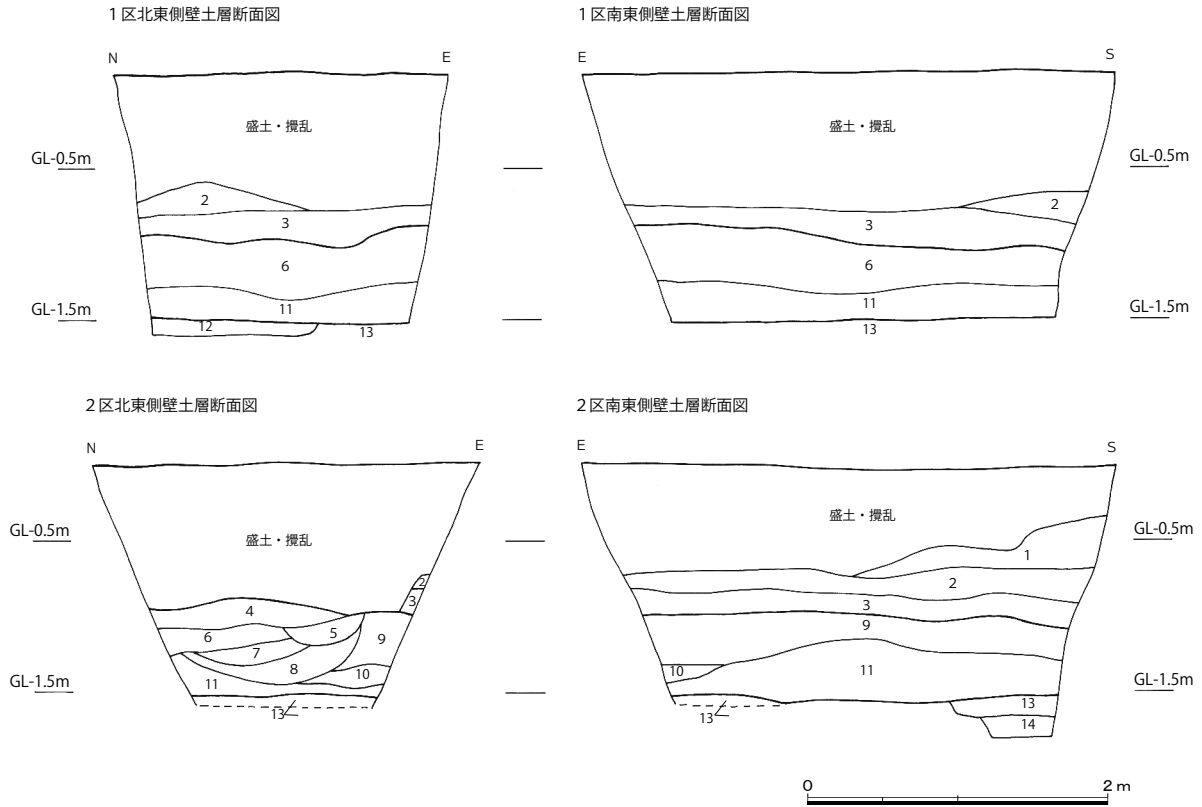 1区北東側壁土層断面図
N
E
盛土・攪乱
GL-0.5m
2
3
6
GL-1.5m
11
12
13
1区南東側壁土層断面図
E
S
盛土・攪乱
GL-0.5m
2
3
6
11
GL-1.5m
13
2区北東側壁土層断面図
N
E
GL-0.5m
盛土・攪乱
2
3
4
5
6
9
7
8
10
GL-1.5m
11
13
2区南東側壁土層断面図
E
S
盛土・攪乱
GL-0.5m
1
2
3
9
10
11
GL-1.5m
13
13
14
0
2 m